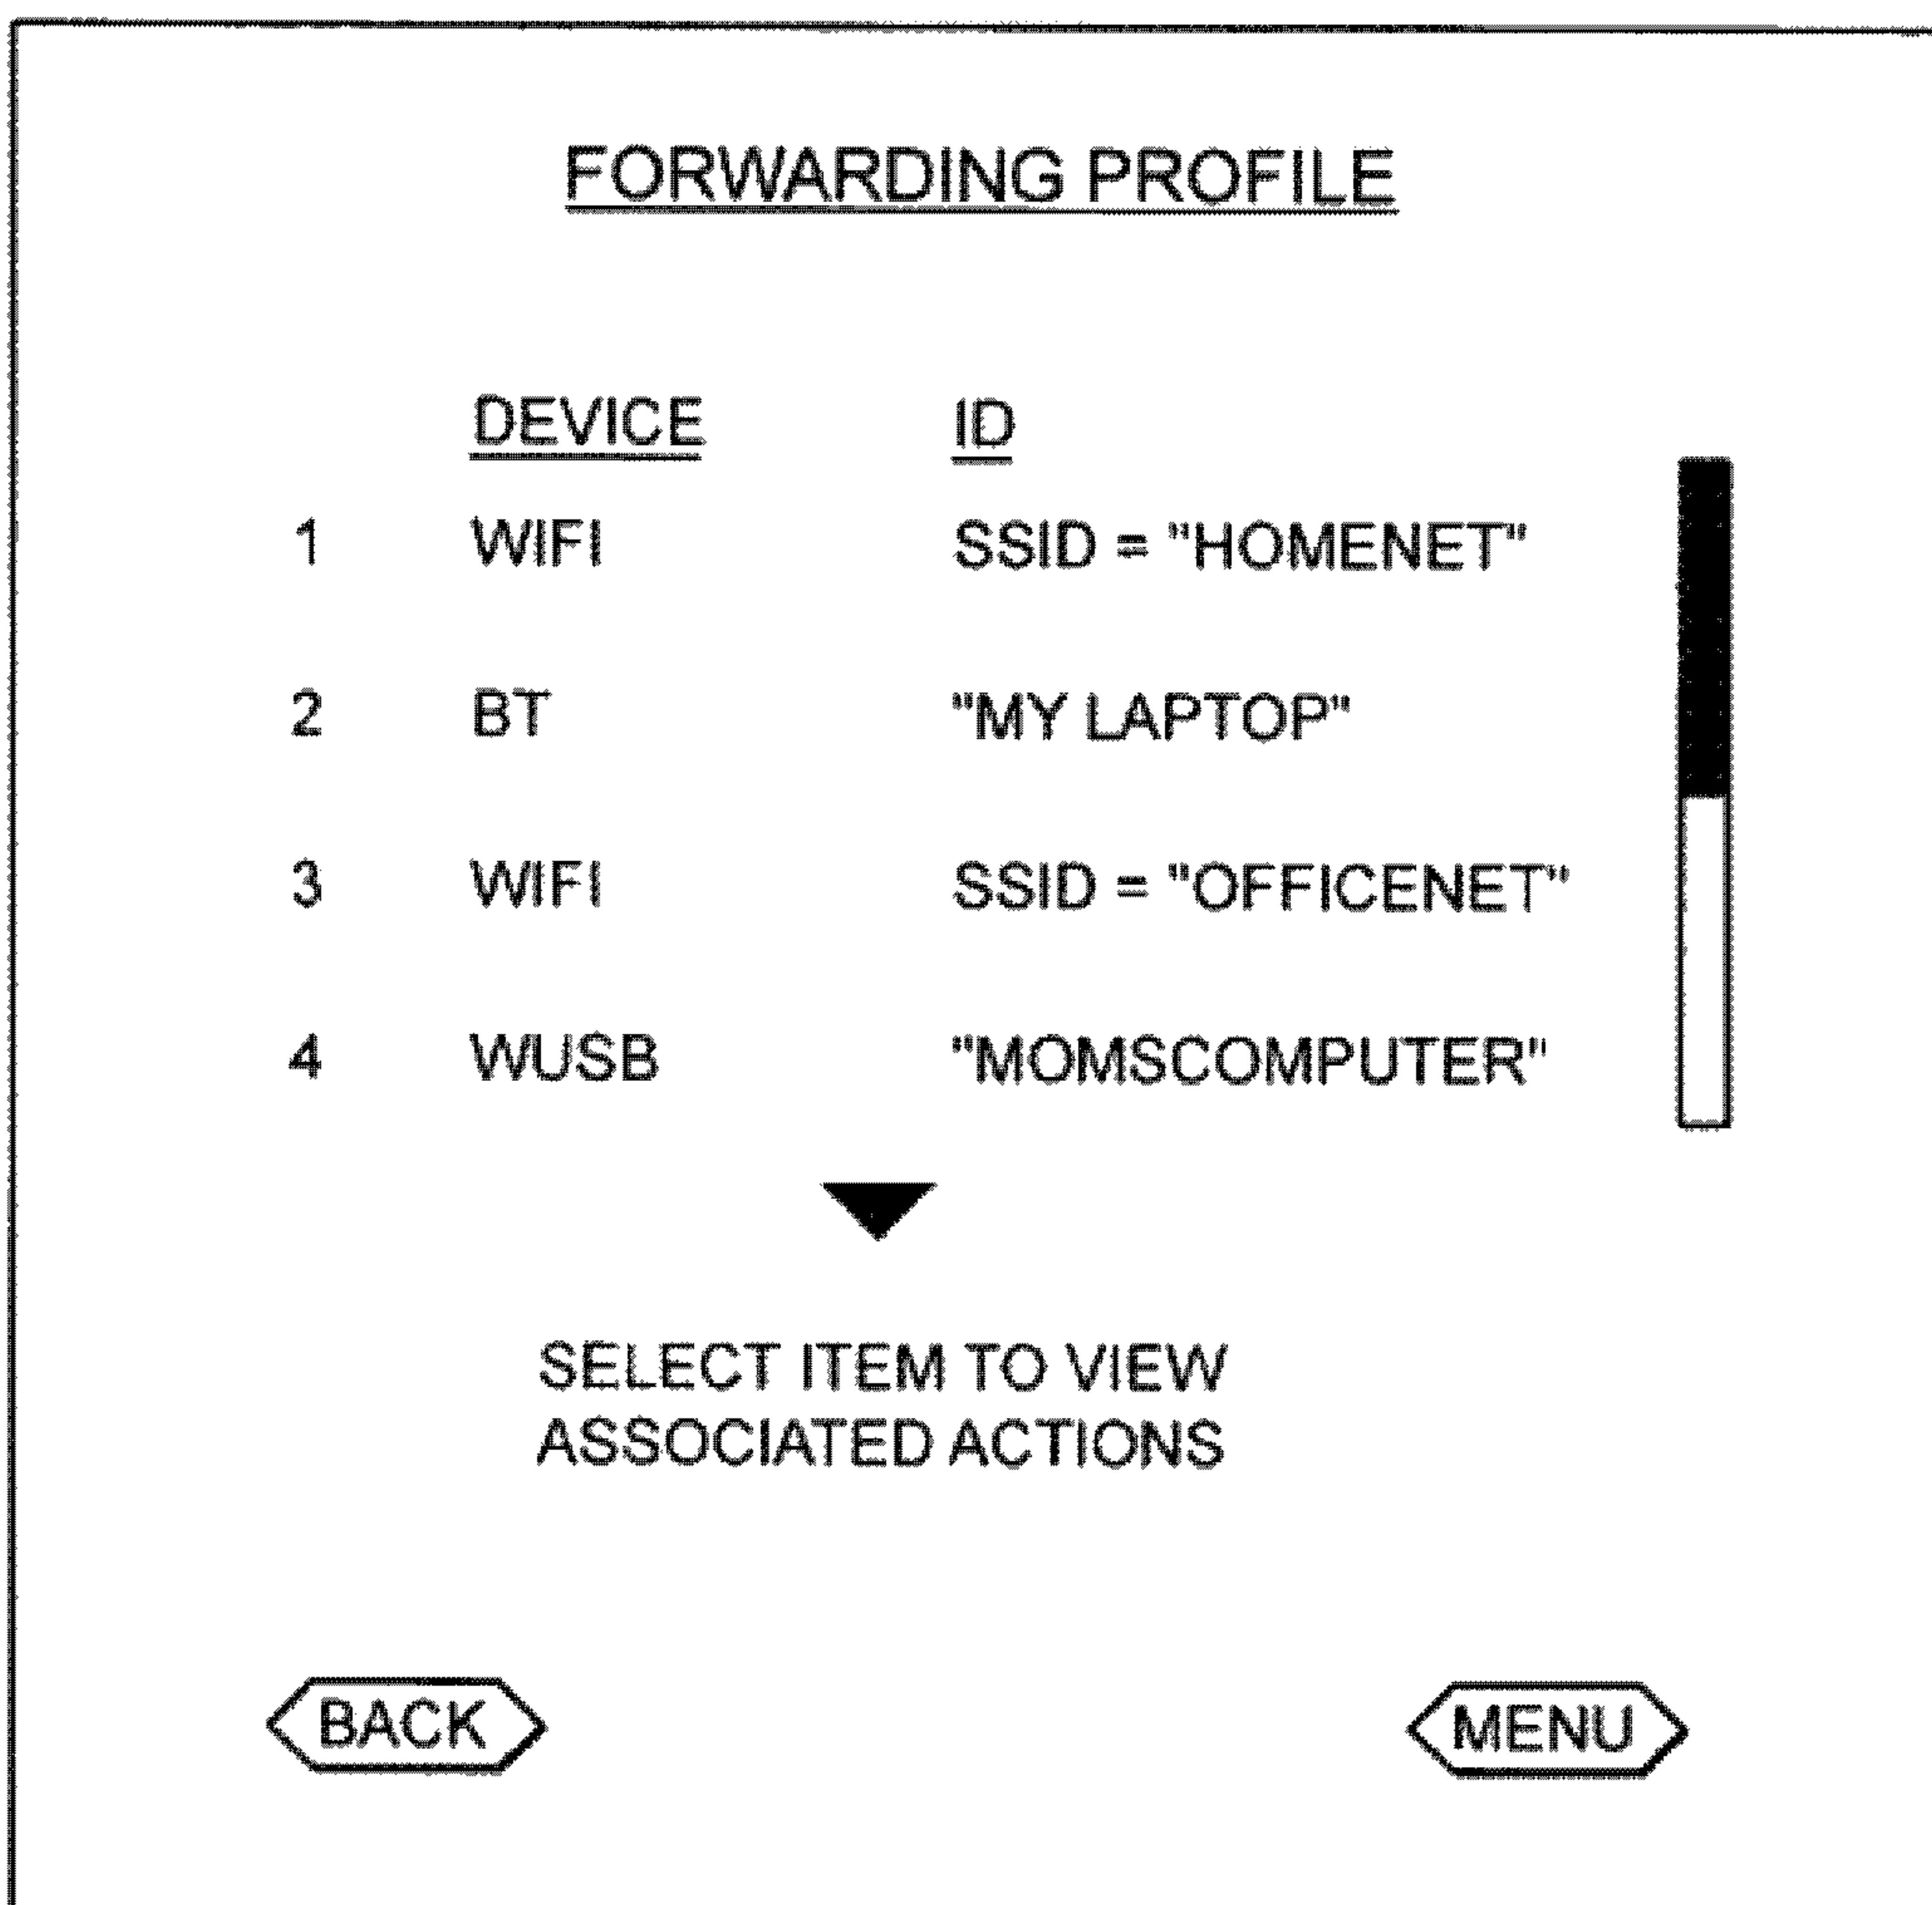 FORWARDING PROFILE
DEVICE ID
1 WIFI SSID = "HOMENET"
2 BT "MY LAPTOP"
3 WIFI SSID = "OFFICENET"
4 WUSB "MOMSCOMPUTER"
SELECT ITEM TO VIEW
ASSOCIATED ACTIONS
BACK MENU